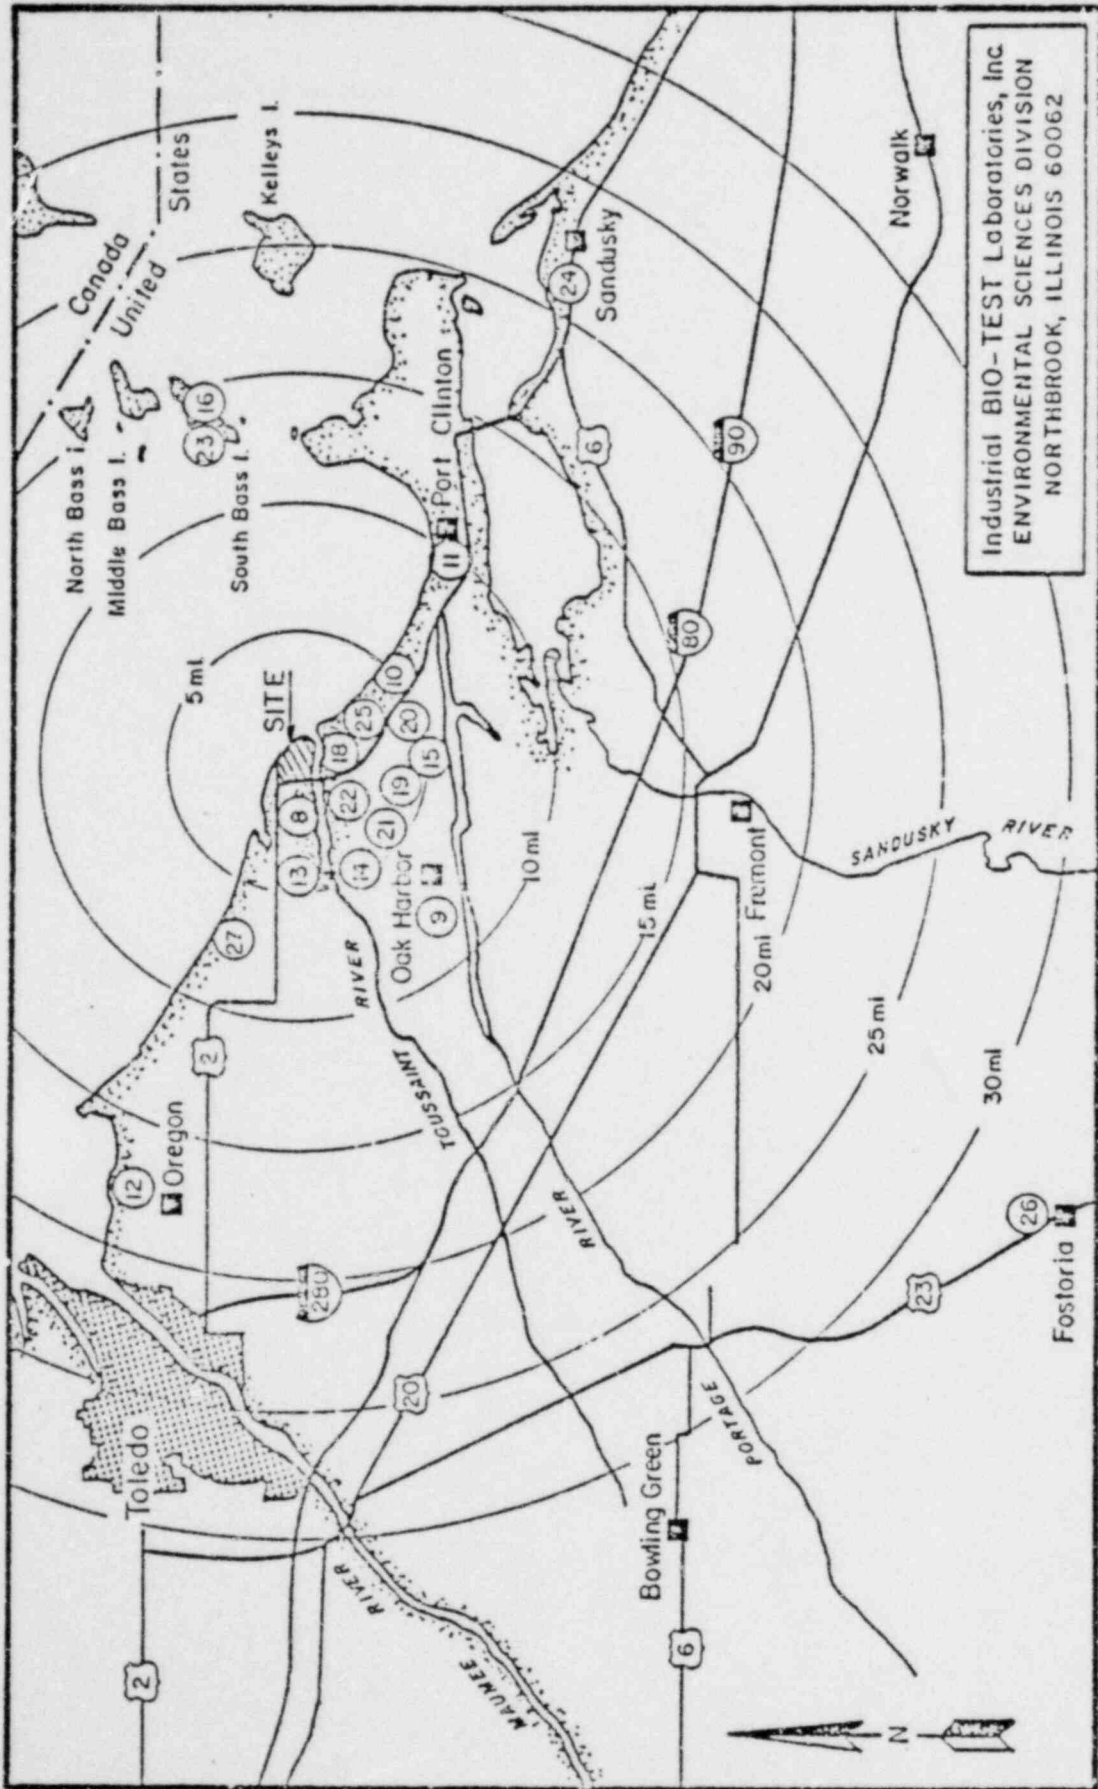 Canada
United
States
North Bass I.
Middle Bass I.
South Bass I.
Kelleys I.
23
16
5 mi
SITE
Toledo
2
12
Oregon
2
27
13
8
18
25
10
11
Port Clinton
14
22
21
19
20
15
Oak Harbor
9
10 mi
TOUSSAINT
RIVER
280
20
24
Sandusky
6
15 mi
80
90
Norwalk
20 mi
Fremont
SANDUSKY
RIVER
25 mi
30 mi
MAUMEE
RIVER
Bowling Green
6
PORTAGE
RIVER
23
26
Fostoria
N
Industrial BIO-TEST Laboratories, Inc
ENVIRONMENTAL SCIENCES DIVISION
NORTHBROOK, ILLINOIS 60062